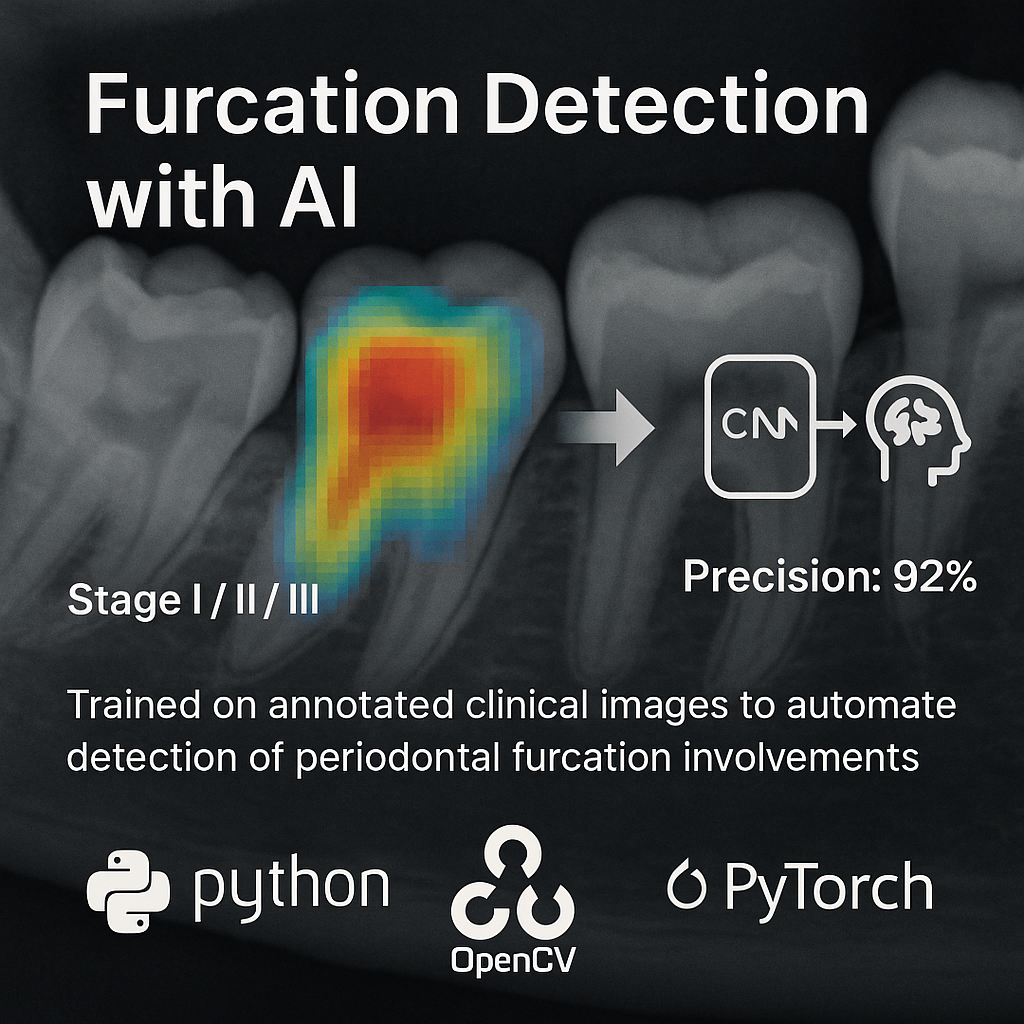 Furcation Detection
with AI
CNN
Stage I / II / III
Precision: 92%
Trained on annotated clinical images to automate
detection of periodontal furcation involvements
python
OpenCV
PyTorch